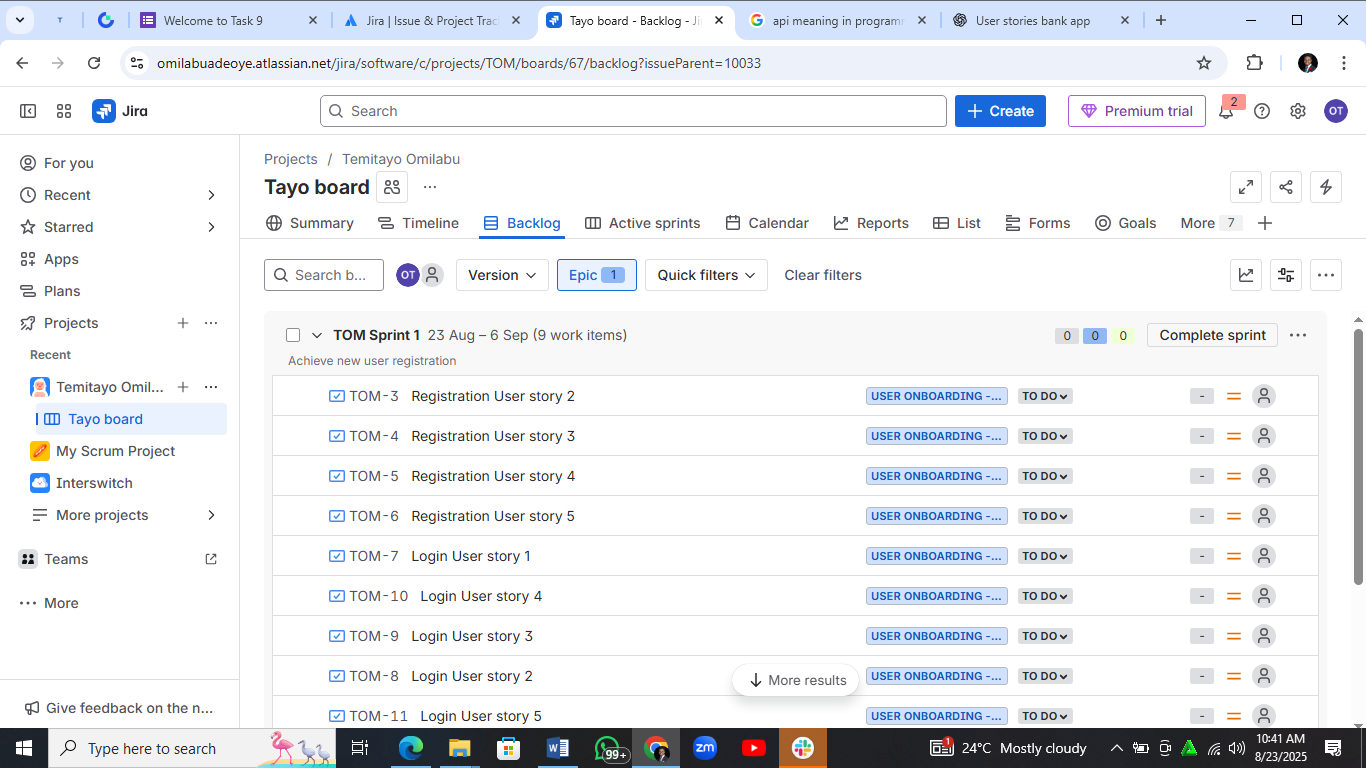 T
Welcome to Task 9
Jira | Issue & Project Trac
Tayo board - Backlog - Ji
api meaning in programm
User stories bank app
omilabuadeoye.atlassian.net/jira/software/c/projects/TOM/boards/67/backlog?issueParent=10033
Jira
Search
Create
Premium trial
2
OT
For you
Recent
Starred
Apps
Plans
Projects
Recent
Temitayo Omil...
Tayo board
My Scrum Project
Interswitch
More projects
Teams
More
Give feedback on the n...
Projects / Temitayo Omilabu
Tayo board
Summary Timeline Backlog Active sprints Calendar Reports List Forms Goals More 7
Search b... OT Version Epic 1 Quick filters Clear filters
TOM Sprint 1 23 Aug – 6 Sep (9 work items) 0 0 0 Complete sprint
Achieve new user registration
TOM-3 Registration User story 2 USER ONBOARDING -... TO DO -
TOM-4 Registration User story 3 USER ONBOARDING -... TO DO -
TOM-5 Registration User story 4 USER ONBOARDING -... TO DO -
TOM-6 Registration User story 5 USER ONBOARDING -... TO DO -
TOM-7 Login User story 1 USER ONBOARDING -... TO DO -
TOM-10 Login User story 4 USER ONBOARDING -... TO DO -
TOM-9 Login User story 3 USER ONBOARDING -... TO DO -
TOM-8 Login User story 2 USER ONBOARDING -... TO DO -
More results
TOM-11 Login User story 5 USER ONBOARDING -... TO DO -
Type here to search
99+
zm
1
24°C Mostly cloudy
10:41 AM
8/23/2025